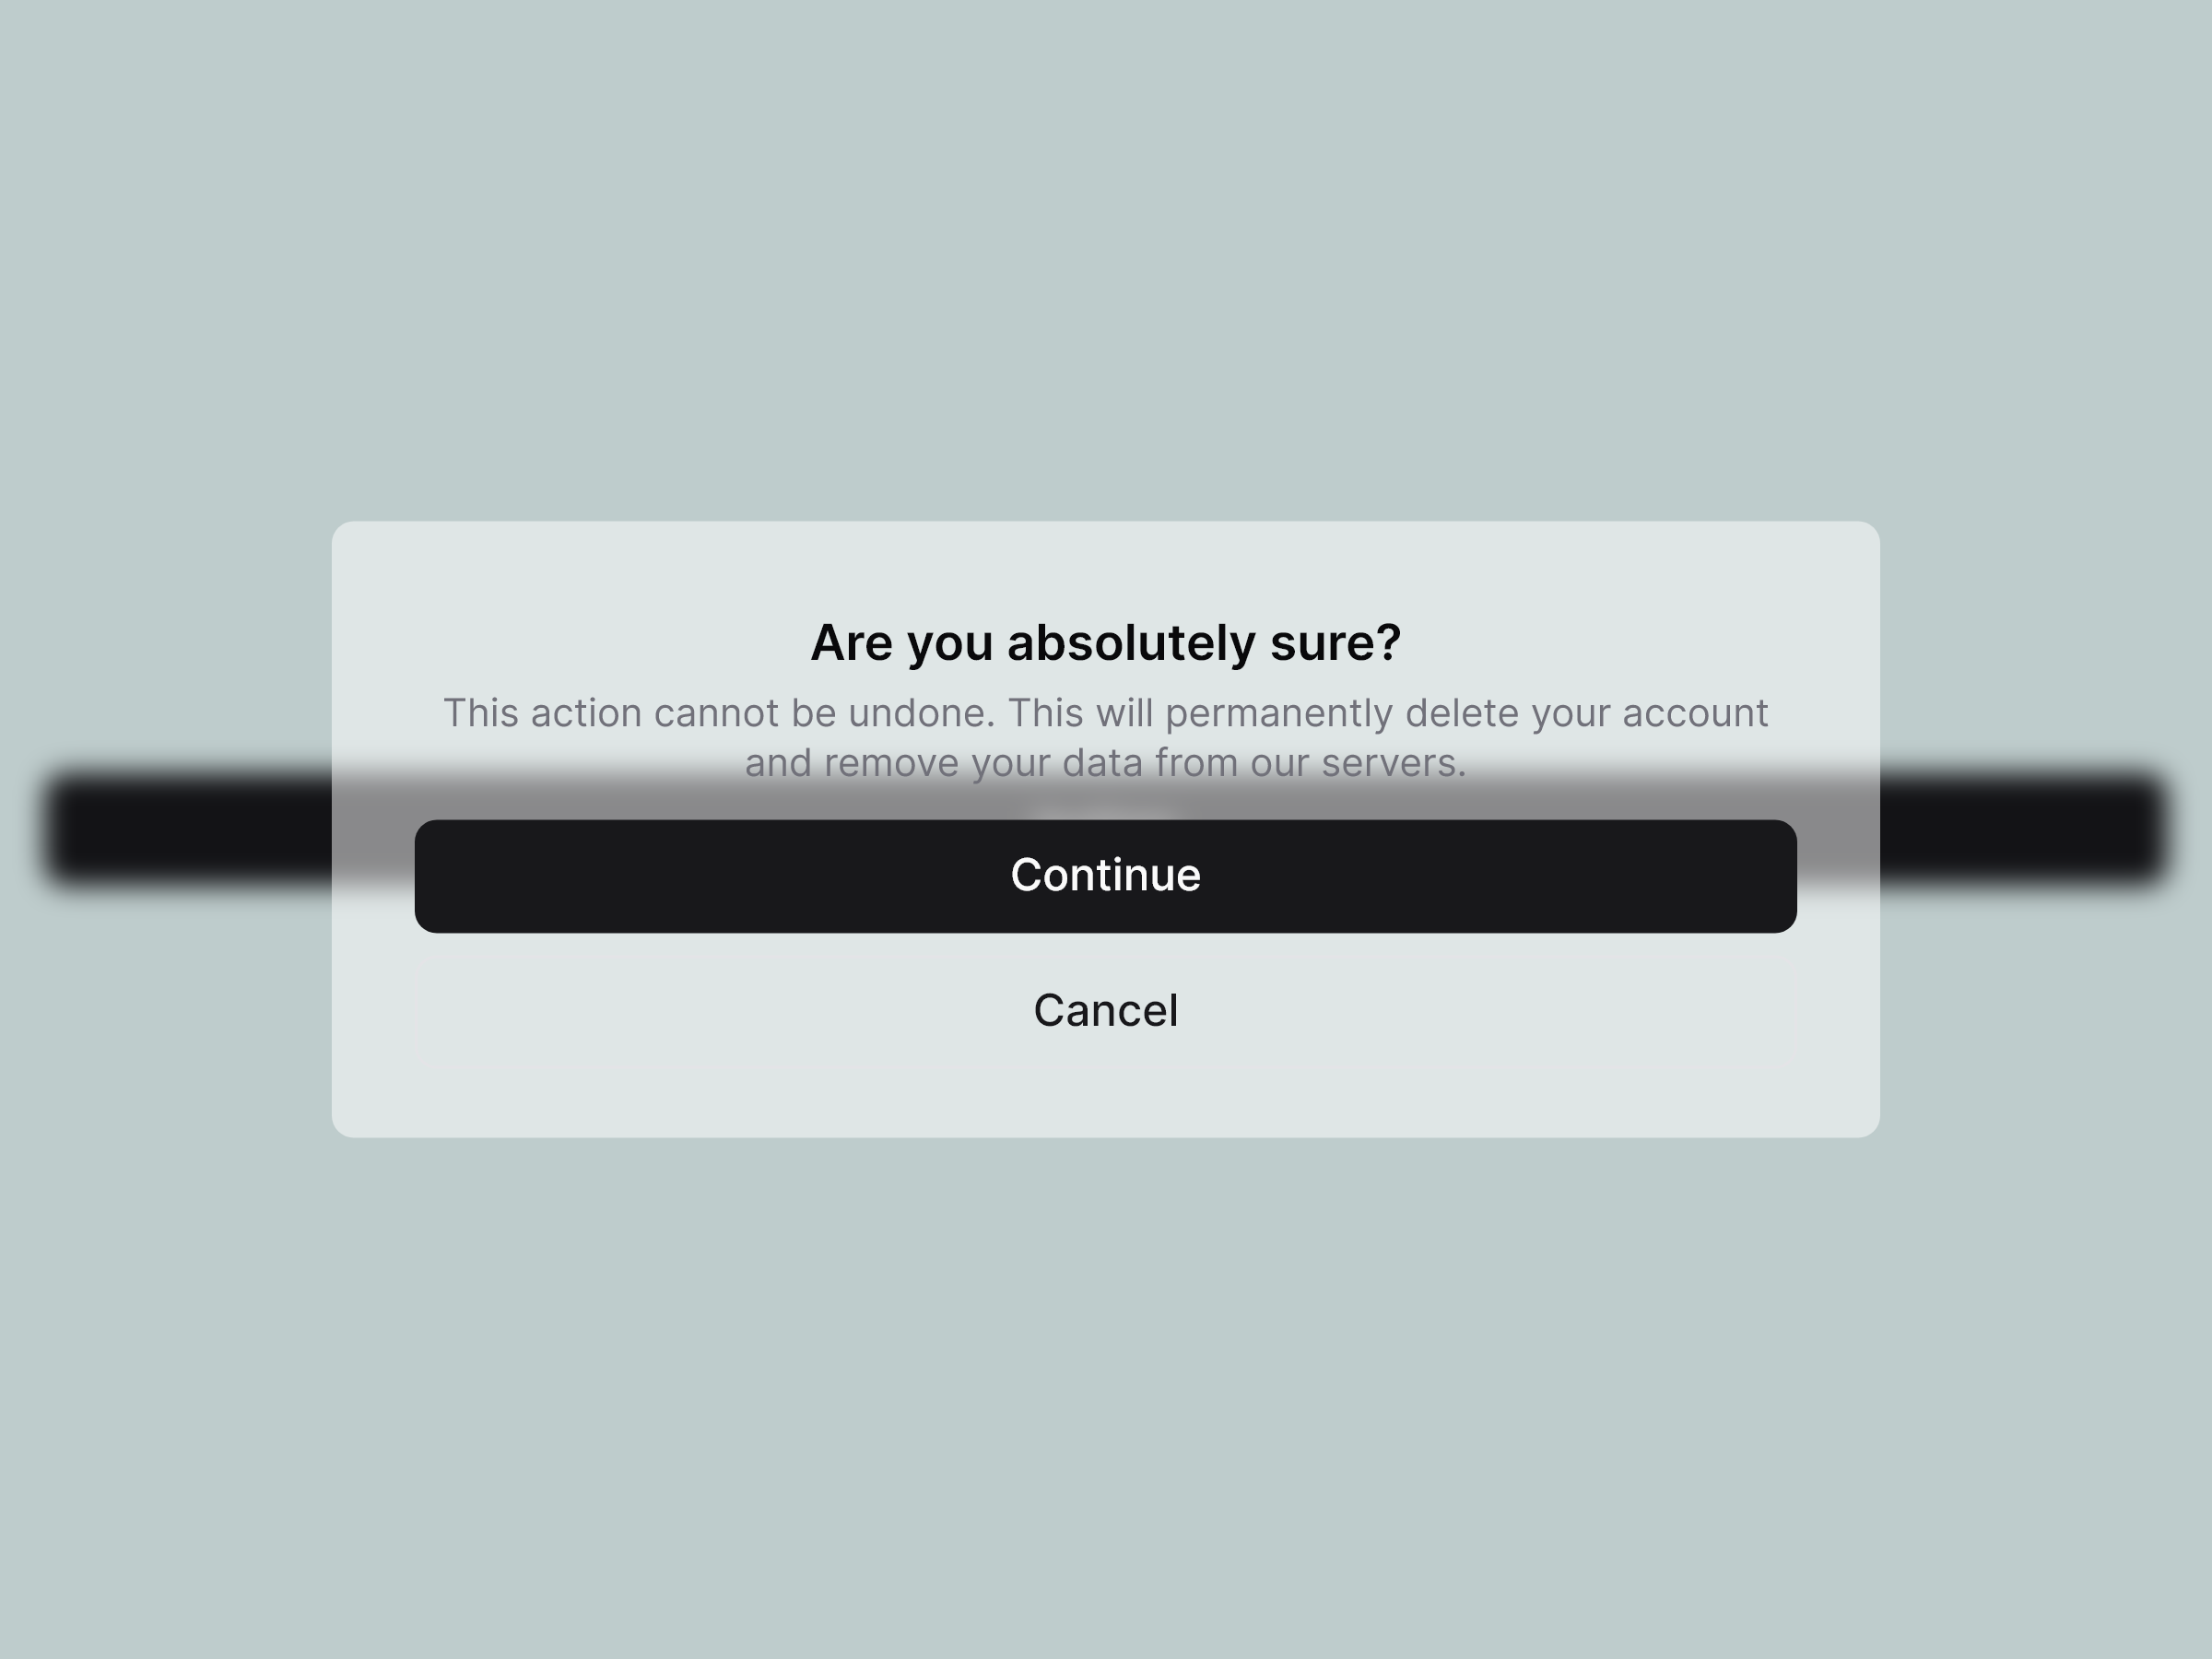 Are you absolutely sure?
This action cannot be undone. This will permanently delete your account
and remove your data from our servers.
Continue
Cancel